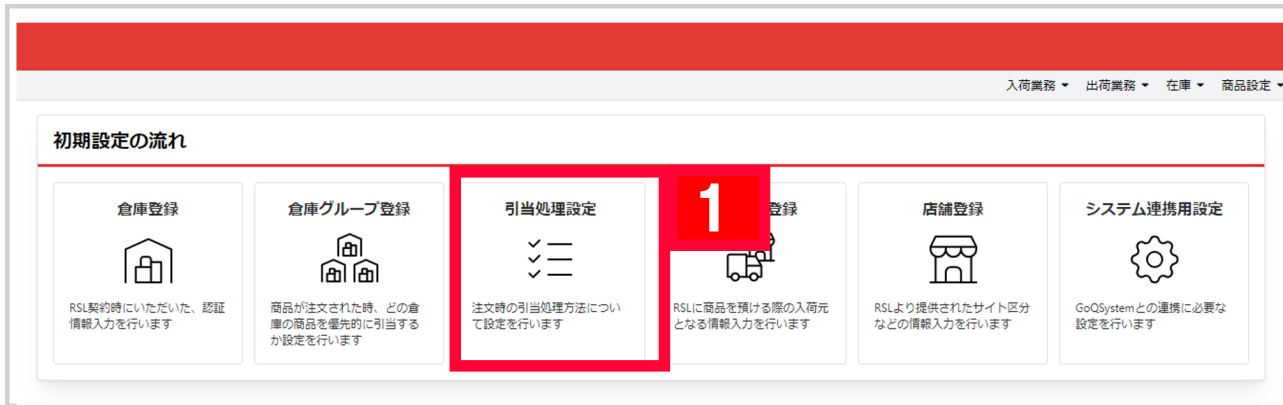 入荷業務 出荷業務 在庫 商品設定
初期設定の流れ
倉庫登録
RSL契約時にいただいた、認証
情報入力を行います
倉庫グループ登録
商品が注文された時、どの倉
庫の商品を優先的に引当する
か設定を行います
引当処理設定
注文時の引当処理方法につい
て設定を行います
1
登録
RSLに商品を預ける際の入荷元
となる情報入力を行います
店舗登録
RSLより提供されたサイト区分
などの情報入力を行います
システム連携用設定
GoQSystemとの連携に必要な
設定を行います